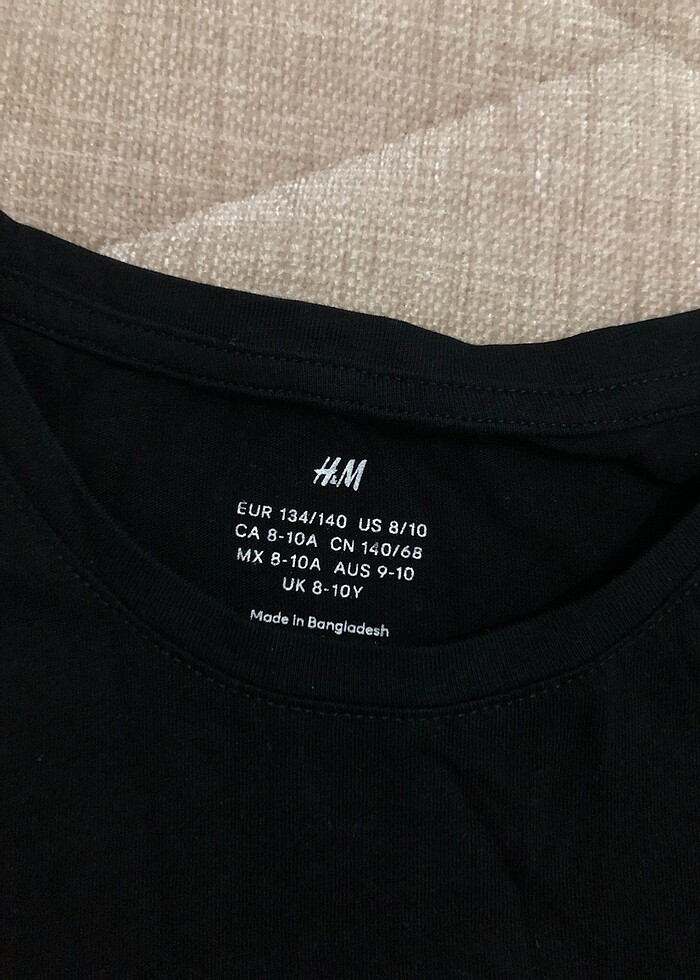 H&M
EUR 134/140 US 8/10
CA 8-10A CN 140/68
MX 8-10A AUS 9-10
UK 8-10Y
Made in Bangladesh